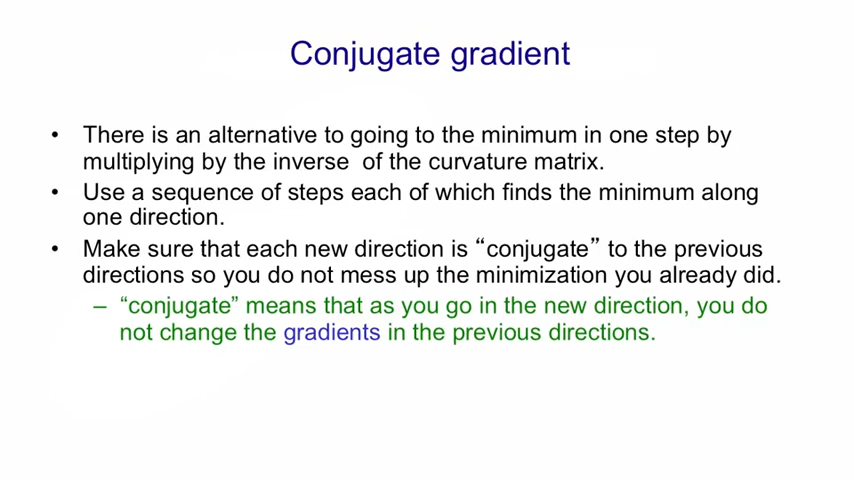 Conjugate gradient
• There is an alternative to going to the minimum in one step by
multiplying by the inverse of the curvature matrix.
• Use a sequence of steps each of which finds the minimum along
one direction.
• Make sure that each new direction is “conjugate” to the previous
directions so you do not mess up the minimization you already did.
– “conjugate” means that as you go in the new direction, you do
not change the gradients in the previous directions.